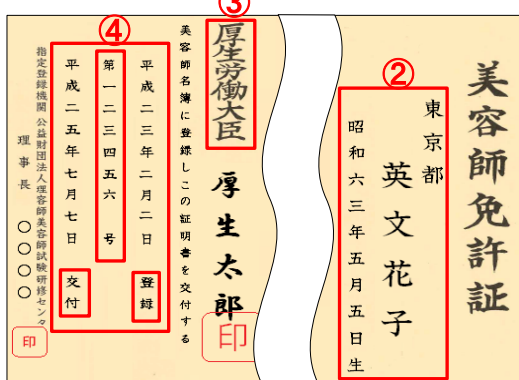 美容師免許証
②
東京都
英文花子
昭和六三年五月五日生
③
厚生労働大臣
厚生太郎
印
美容師名簿に登録しこの証明書を交付する
④
平成二三年二月二日
登録
第一二三四五六号
平成二五年七月七日
交付
指定登録機関 公益財団法人理容師美容師試験研修センター
理事長 〇〇〇〇
印